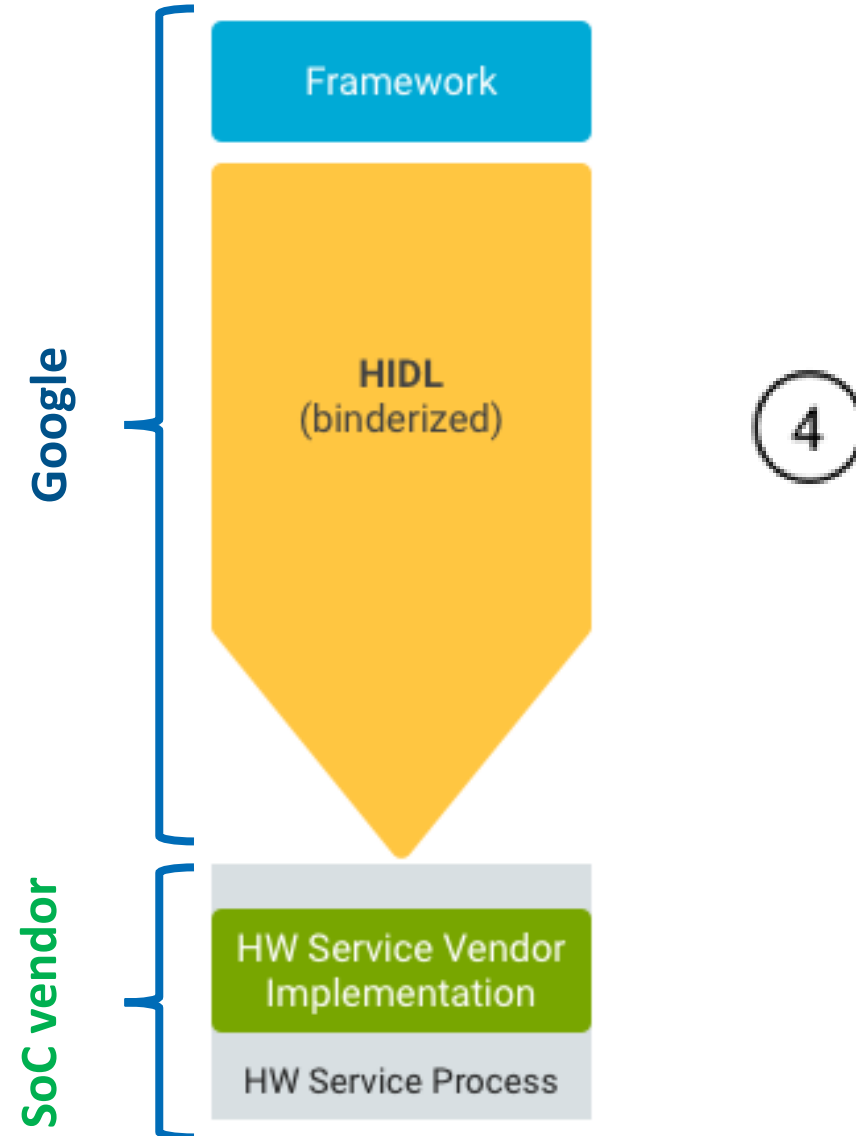 Framework
Google
HIDL
(binderized)
4
SoC vendor
HW Service Vendor
Implementation
HW Service Process